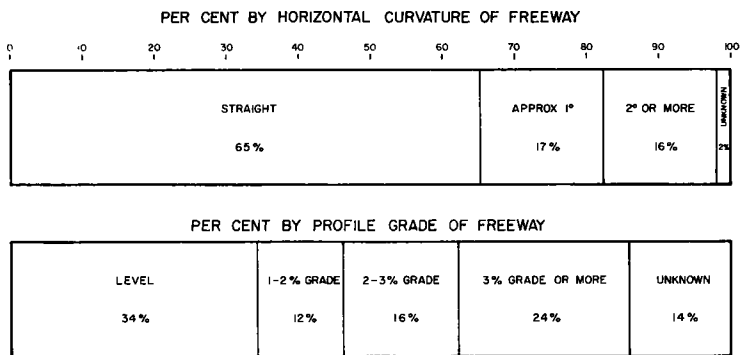 PER CENT BY HORIZONTAL CURVATURE OF FREEWAY
0 10 20 30 40 50 60 70 80 90 100
STRAIGHT APPROX 1° 2° OR MORE UNKNOWN
65% 17% 16% 2%
PER CENT BY PROFILE GRADE OF FREEWAY
LEVEL 1-2% GRADE 2-3% GRADE 3% GRADE OR MORE UNKNOWN
34% 12% 16% 24% 14%